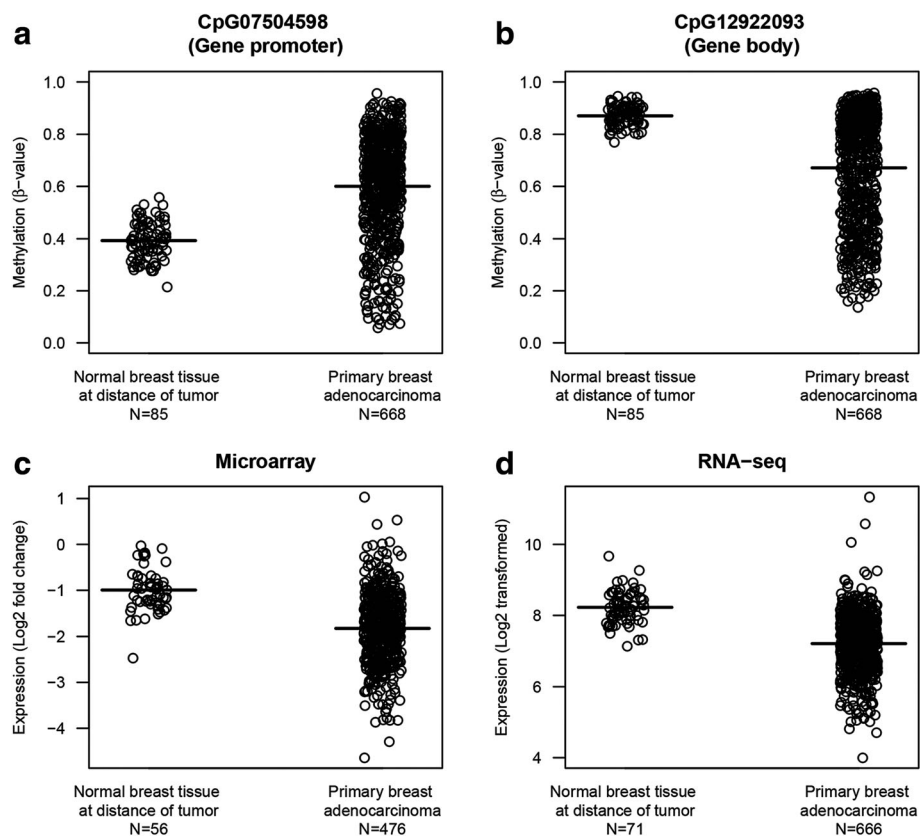 a
CpG07504598
(Gene promoter)
Methylation (β−value)
1.0
0.8
0.6
0.4
0.2
0.0
Normal breast tissue
at distance of tumor
N=85
Primary breast
adenocarcinoma
N=668
b
CpG12922093
(Gene body)
Methylation (β−value)
1.0
0.8
0.6
0.4
0.2
0.0
Normal breast tissue
at distance of tumor
N=85
Primary breast
adenocarcinoma
N=668
c
Microarray
Expression (Log2 fold change)
1
0
−1
−2
−3
−4
Normal breast tissue
at distance of tumor
N=56
Primary breast
adenocarcinoma
N=476
d
RNA−seq
Expression (Log2 transformed)
10
8
6
4
Normal breast tissue
at distance of tumor
N=71
Primary breast
adenocarcinoma
N=666